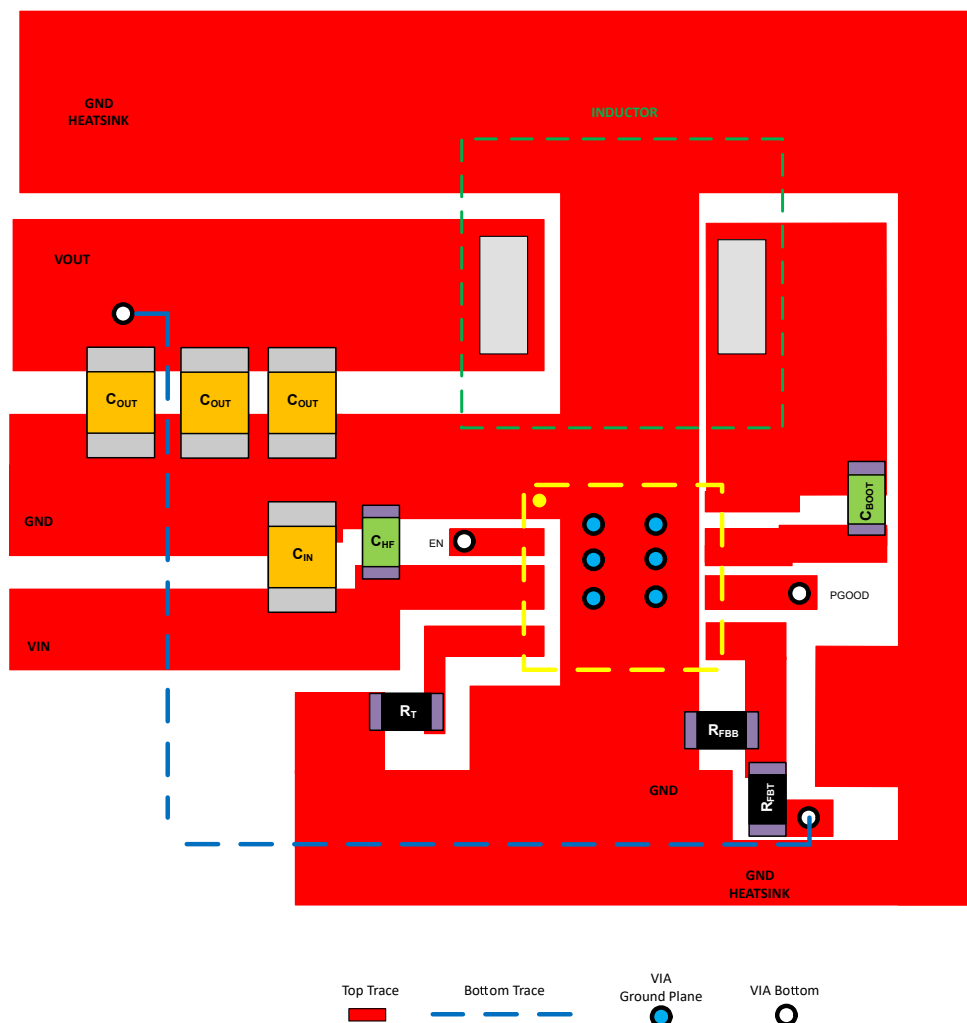 GND
HEATSINK
INDUCTOR
VOUT
COUT
COUT
COUT
CBOOT
GND
CIN
CHF
EN
PGOOD
VIN
RT
RFBB
GND
RFBT
GND
HEATSINK
Top Trace
Bottom Trace
VIA
Ground Plane
VIA Bottom